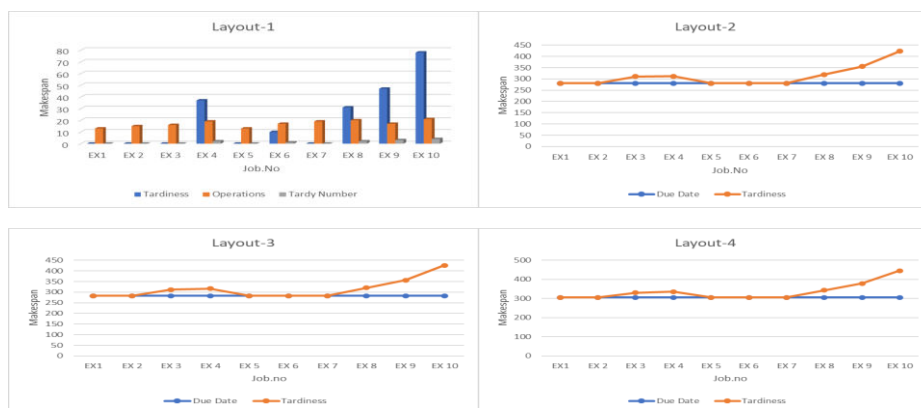 Layout-1
Makespan
80
70
60
50
40
30
20
10
0
EX1 EX 2 EX 3 EX 4 EX 5 EX 6 EX 7 EX 8 EX 9 EX 10
Job.No
Tardiness Operations Tardy Number
Layout-2
Makespan
450
400
350
300
250
200
150
100
50
0
EX1 EX 2 EX 3 EX 4 EX 5 EX 6 EX 7 EX 8 EX 9 EX 10
Job.No
Due Date Tardiness
Layout-3
Makespan
450
400
350
300
250
200
150
100
50
0
EX1 EX 2 EX 3 EX 4 EX 5 EX 6 EX 7 EX 8 EX 9 EX 10
Job.no
Due Date Tardiness
Layout-4
Makespan
500
400
300
200
100
0
EX1 EX 2 EX 3 EX 4 EX 5 EX 6 EX 7 EX 8 EX 9 EX 10
Job.no
Due Date Tardiness